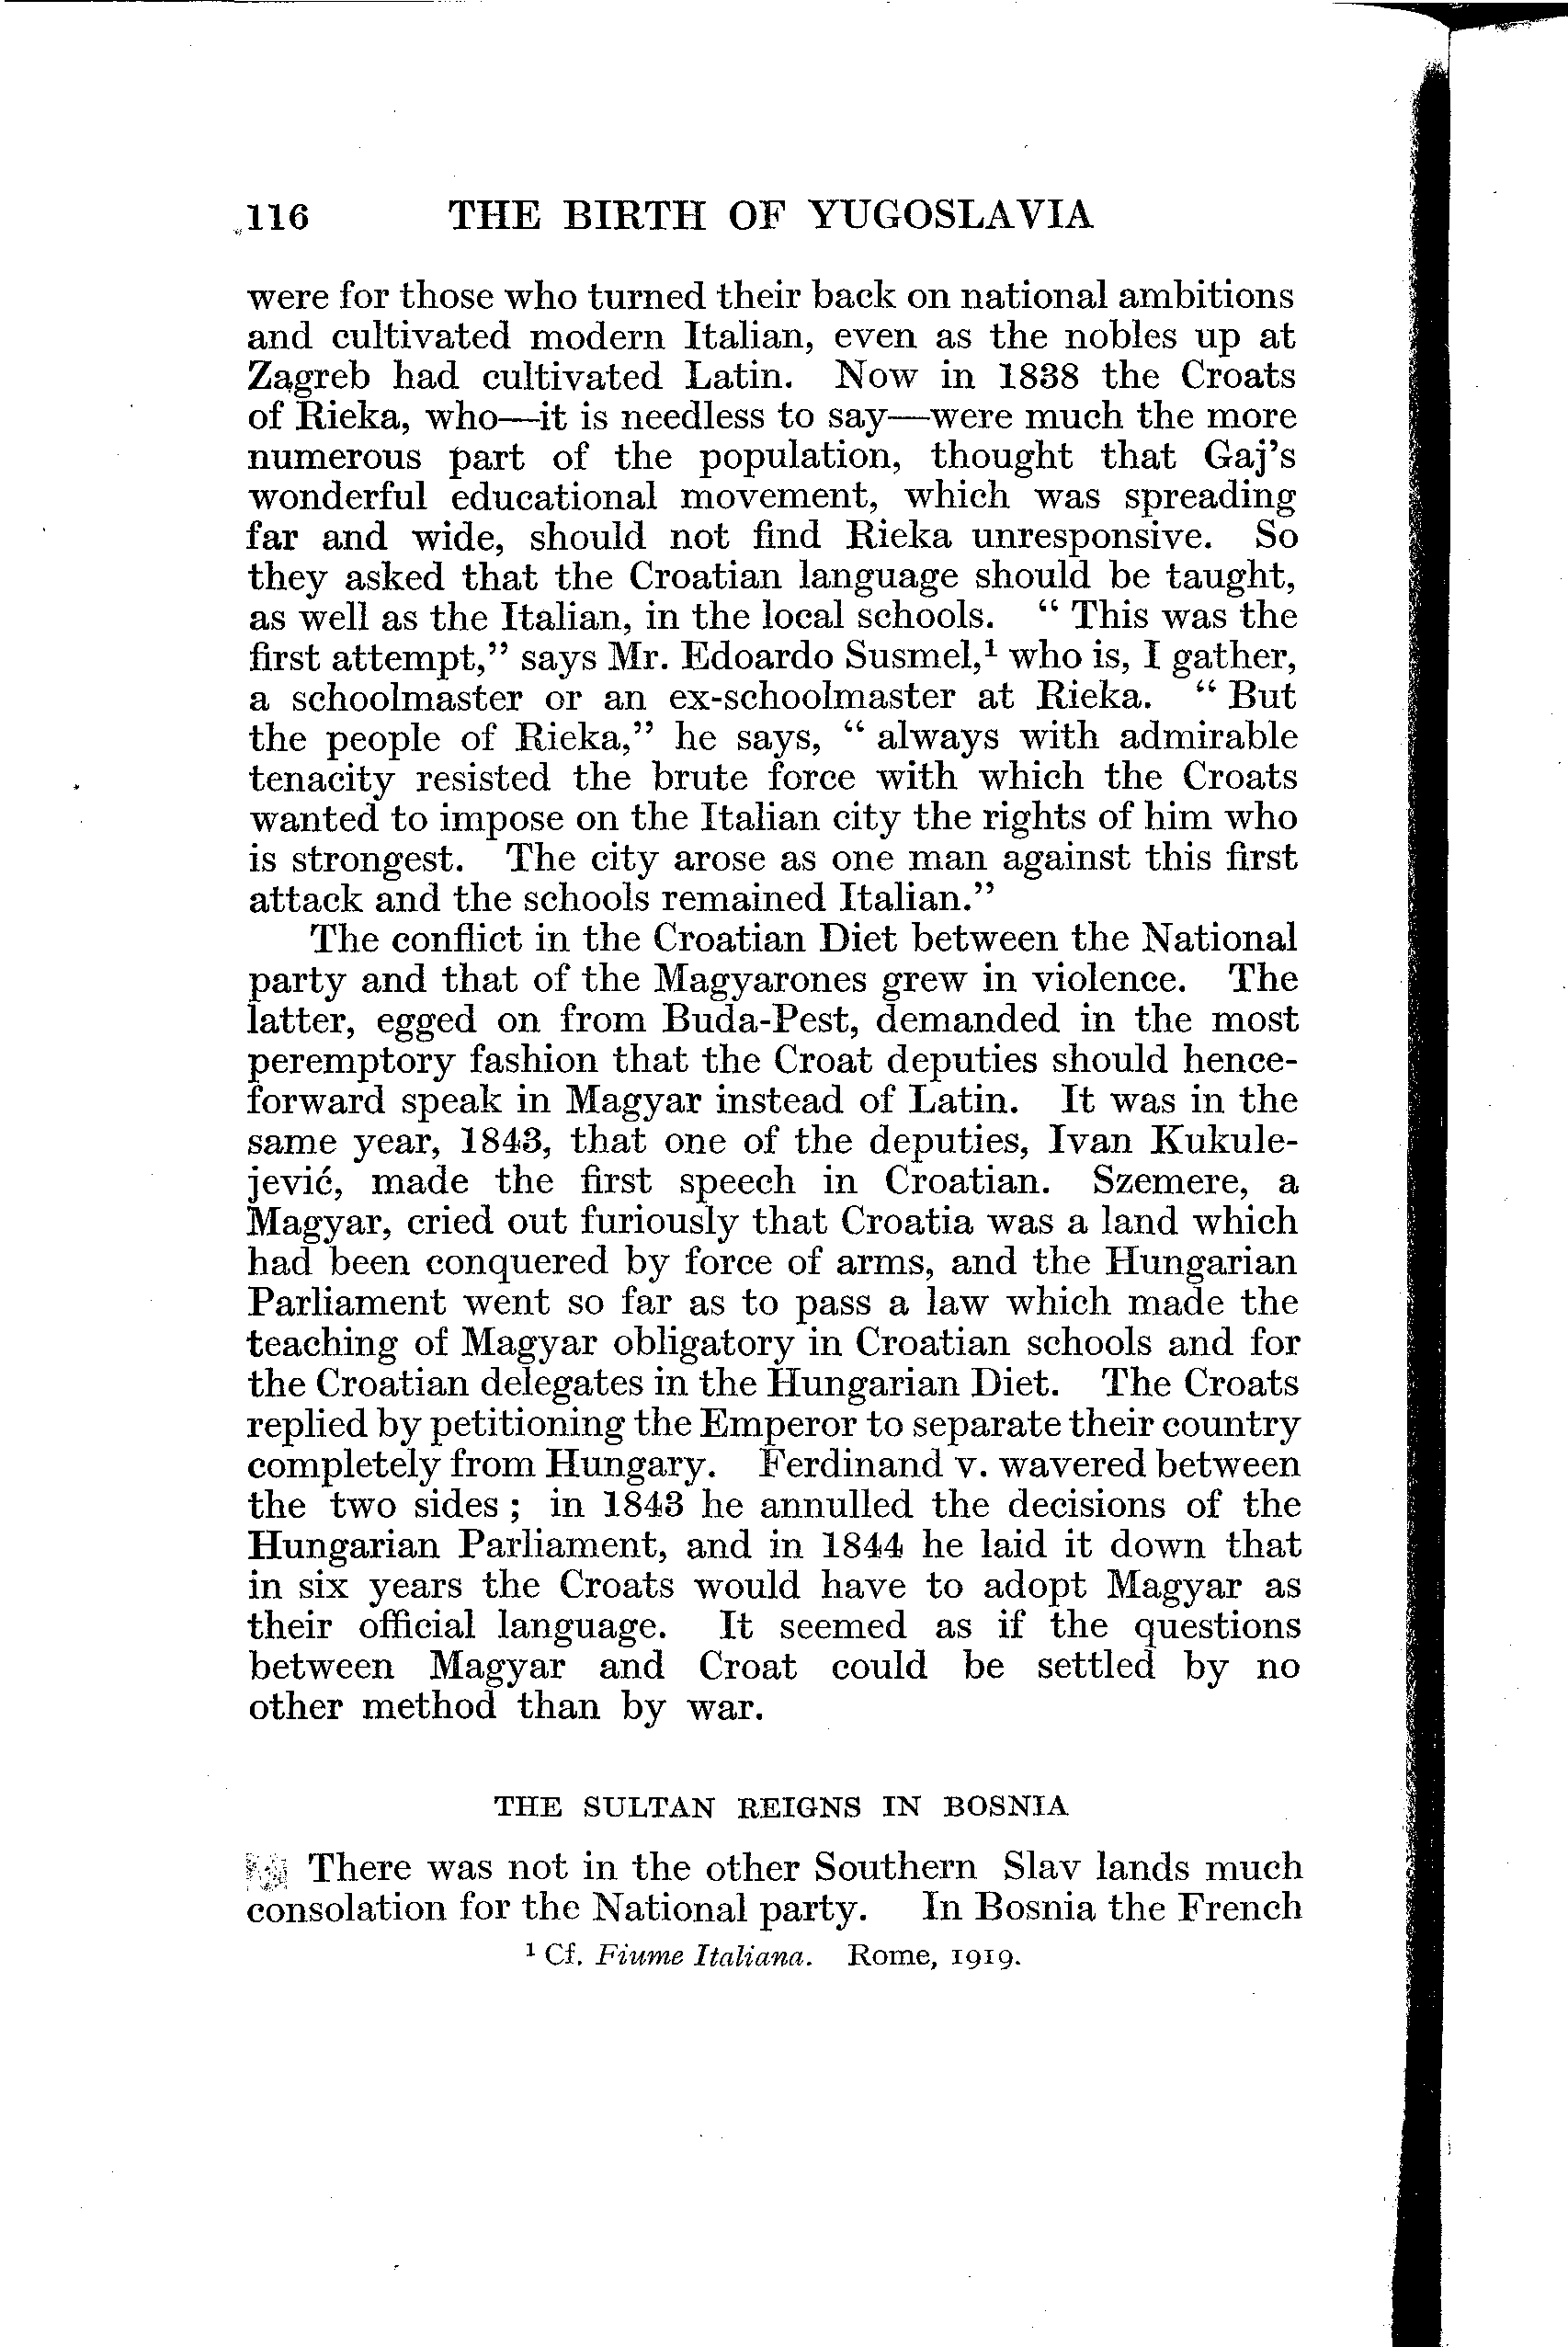 116 THE BIRTH OF YUGOSLAVIA
were for those who turned their back on national ambitions
and cultivated modern Italian, even as the nobles up at
Zagreb had cultivated Latin. Now in 1838 the Croats
of Rieka, who—it is needless to say—were much the more
numerous part of the population, thought that Gaj's
wonderful educational movement, which was spreading
far and wide, should not find Rieka unresponsive. So
they asked that the Croatian language should be taught,
as well as the Italian, in the local schools. “ This was the
first attempt,” says Mr. Edoardo Susmel,¹ who is, I gather,
a schoolmaster or an ex-schoolmaster at Rieka. “ But
the people of Rieka,” he says, “ always with admirable
tenacity resisted the brute force with which the Croats
wanted to impose on the Italian city the rights of him who
is strongest. The city arose as one man against this first
attack and the schools remained Italian.”
The conflict in the Croatian Diet between the National
party and that of the Magyarones grew in violence. The
latter, egged on from Buda-Pest, demanded in the most
peremptory fashion that the Croat deputies should hence-
forward speak in Magyar instead of Latin. It was in the
same year, 1843, that one of the deputies, Ivan Kukule-
jević, made the first speech in Croatian. Szemere, a
Magyar, cried out furiously that Croatia was a land which
had been conquered by force of arms, and the Hungarian
Parliament went so far as to pass a law which made the
teaching of Magyar obligatory in Croatian schools and for
the Croatian delegates in the Hungarian Diet. The Croats
replied by petitioning the Emperor to separate their country
completely from Hungary. Ferdinand v. wavered between
the two sides ; in 1843 he annulled the decisions of the
Hungarian Parliament, and in 1844 he laid it down that
in six years the Croats would have to adopt Magyar as
their official language. It seemed as if the questions
between Magyar and Croat could be settled by no
other method than by war.
THE SULTAN REIGNS IN BOSNIA
There was not in the other Southern Slav lands much
consolation for the National party. In Bosnia the French
¹ Cf. Fiume Italiana. Rome, 1919.